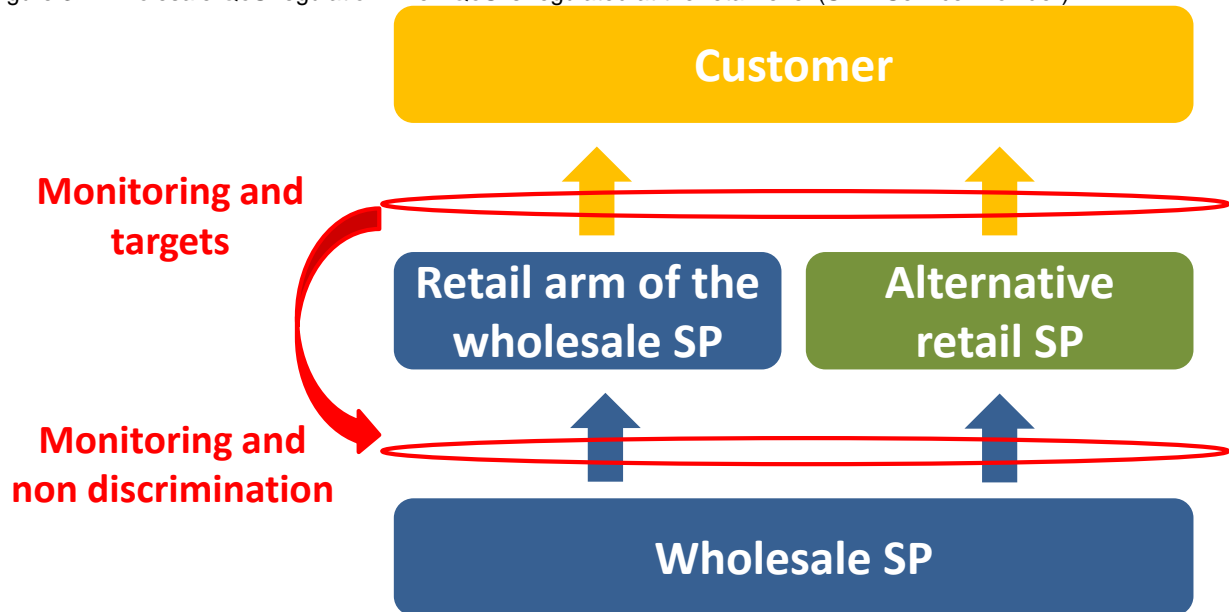 Customer
Monitoring and
targets
Retail arm of the
wholesale SP
Alternative
retail SP
Monitoring and
non discrimination
Wholesale SP